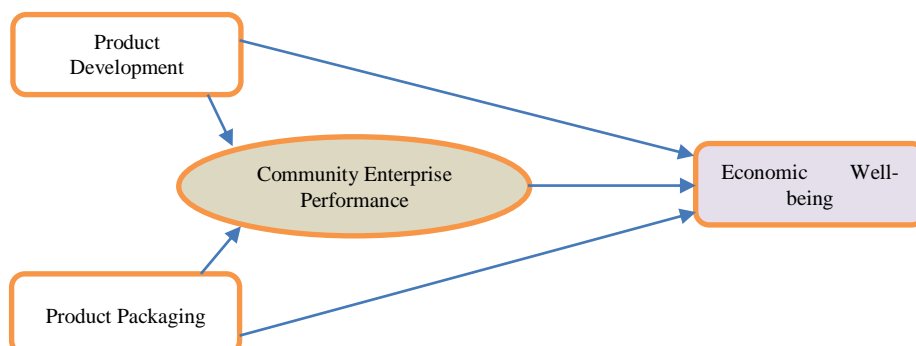 Product
Development
Community Enterprise
Performance
Economic Well-
being
Product Packaging